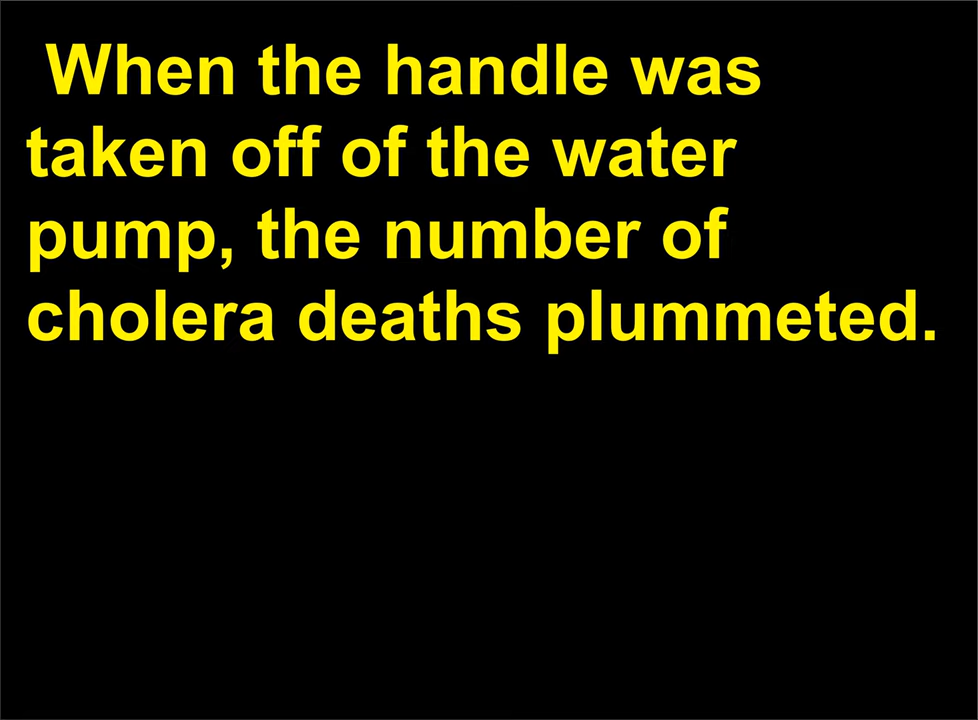 When the handle was
taken off of the water
pump, the number of
cholera deaths plummeted.